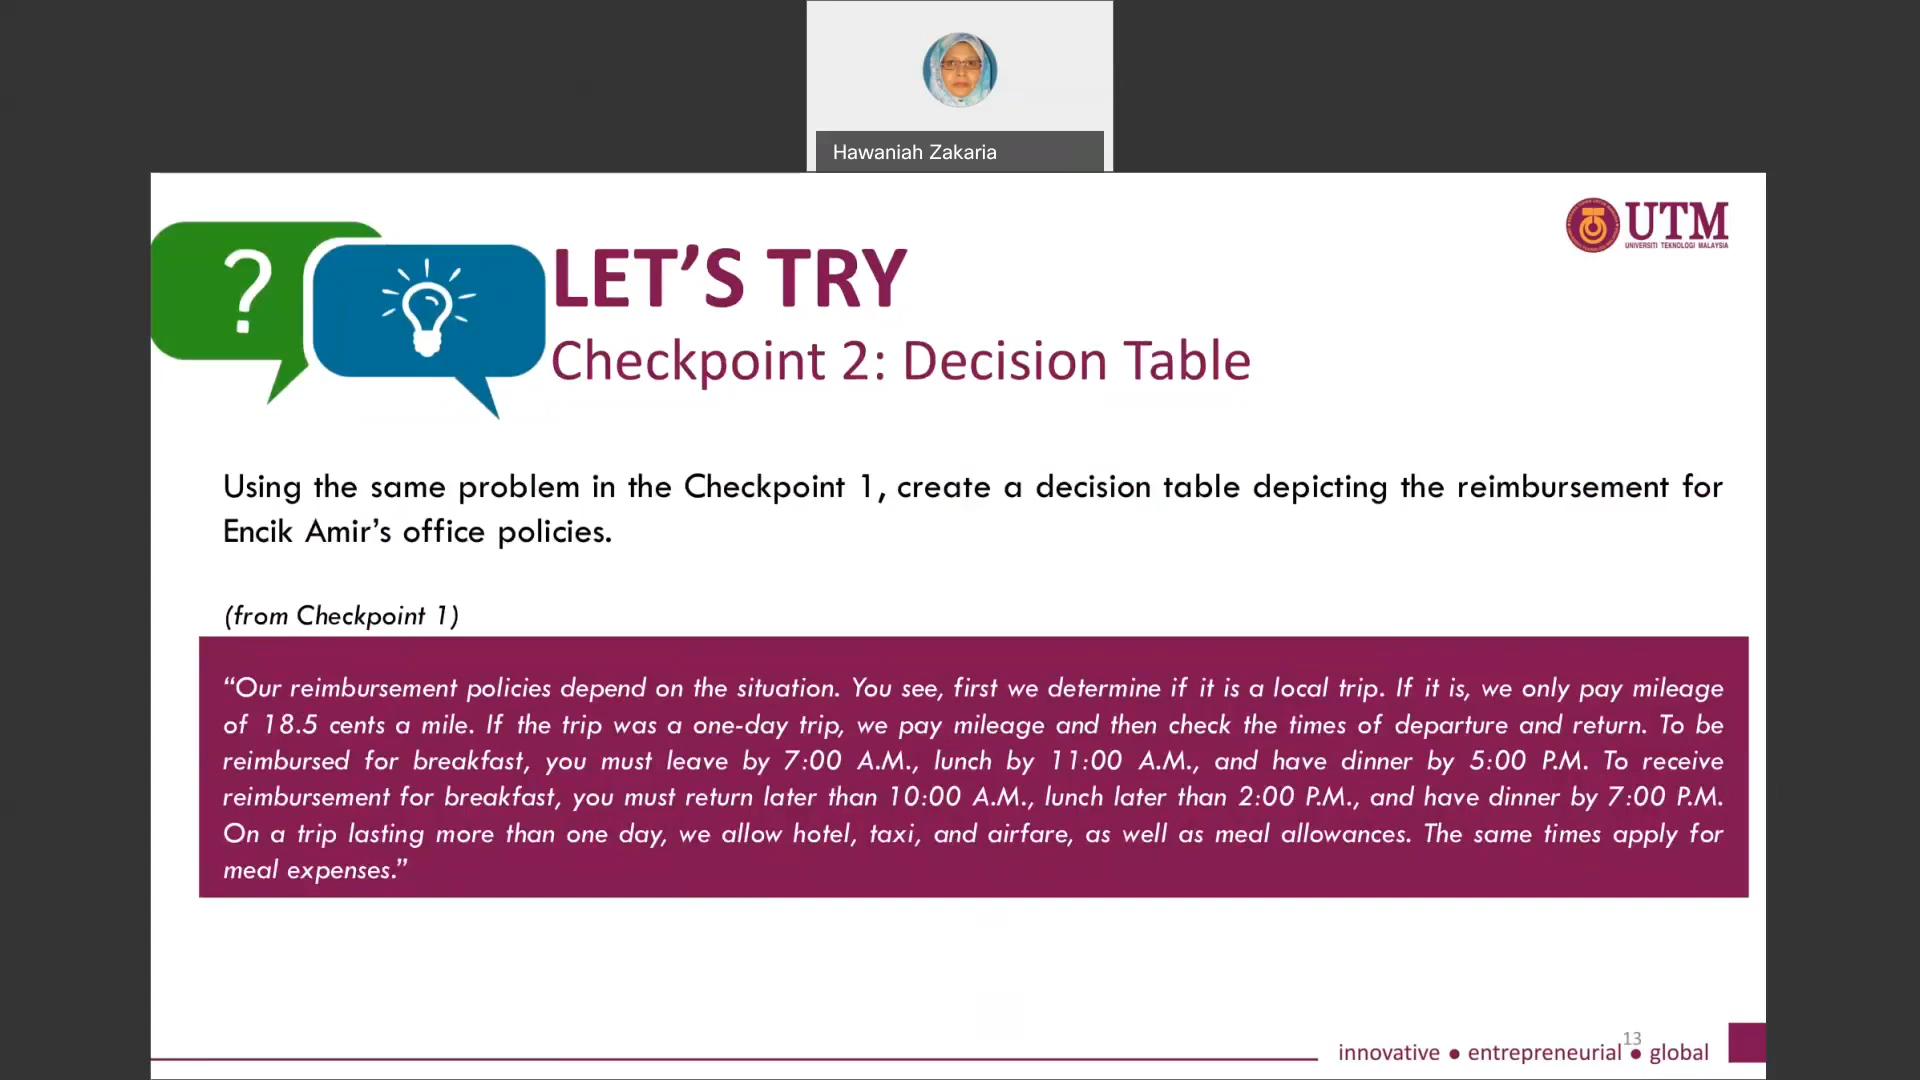 Hawaniah Zakaria
UTM
UNIVERSITI TEKNOLOGI MALAYSIA
?
LET’S TRY
Checkpoint 2: Decision Table
Using the same problem in the Checkpoint 1, create a decision table depicting the reimbursement for
Encik Amir’s office policies.
(from Checkpoint 1)
“Our reimbursement policies depend on the situation. You see, first we determine if it is a local trip. If it is, we only pay mileage
of 18.5 cents a mile. If the trip was a one-day trip, we pay mileage and then check the times of departure and return. To be
reimbursed for breakfast, you must leave by 7:00 A.M., lunch by 11:00 A.M., and have dinner by 5:00 P.M. To receive
reimbursement for breakfast, you must return later than 10:00 A.M., lunch later than 2:00 P.M., and have dinner by 7:00 P.M.
On a trip lasting more than one day, we allow hotel, taxi, and airfare, as well as meal allowances. The same times apply for
meal expenses.”
13
innovative ● entrepreneurial ● global